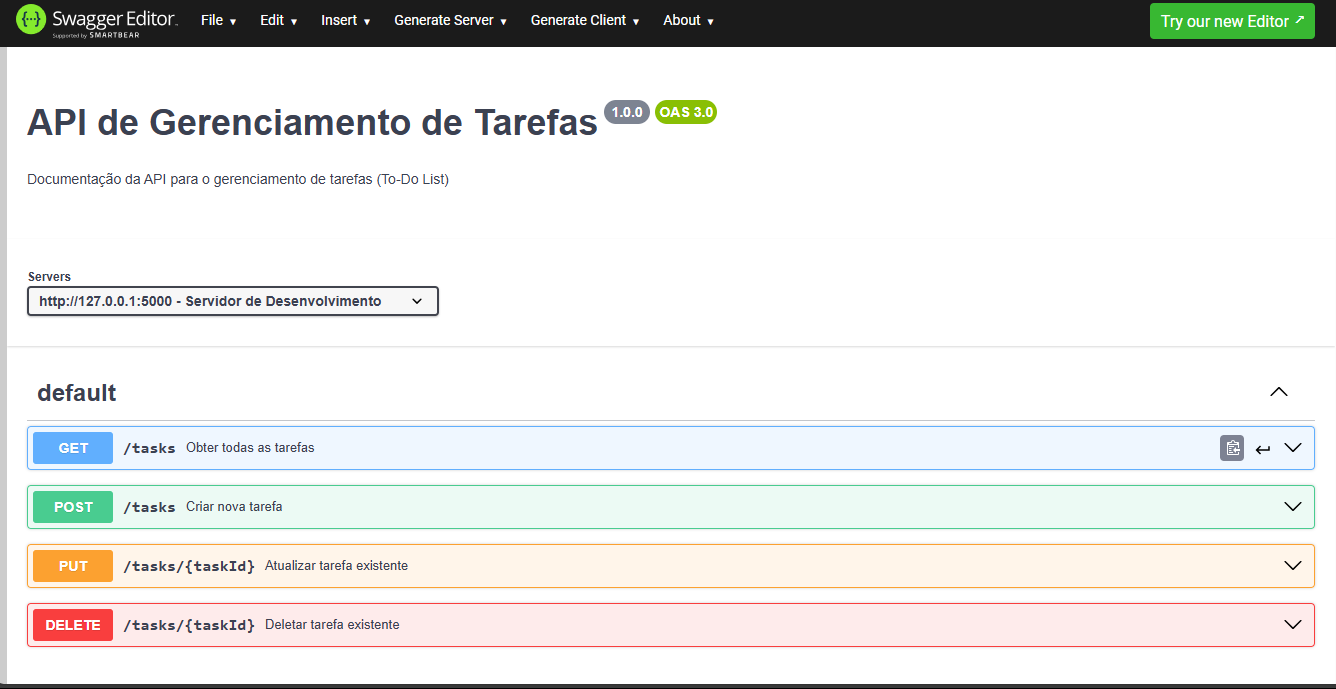 Swagger Editor. File Edit Insert Generate Server Generate Client About Try our new Editor ↗
Supported by SMARTBEAR
API de Gerenciamento de Tarefas 1.0.0 OAS 3.0
Documentação da API para o gerenciamento de tarefas (To-Do List)
Servers
http://127.0.0.1:5000 - Servidor de Desenvolvimento
default
GET /tasks Obter todas as tarefas
POST /tasks Criar nova tarefa
PUT /tasks/{taskId} Atualizar tarefa existente
DELETE /tasks/{taskId} Deletar tarefa existente